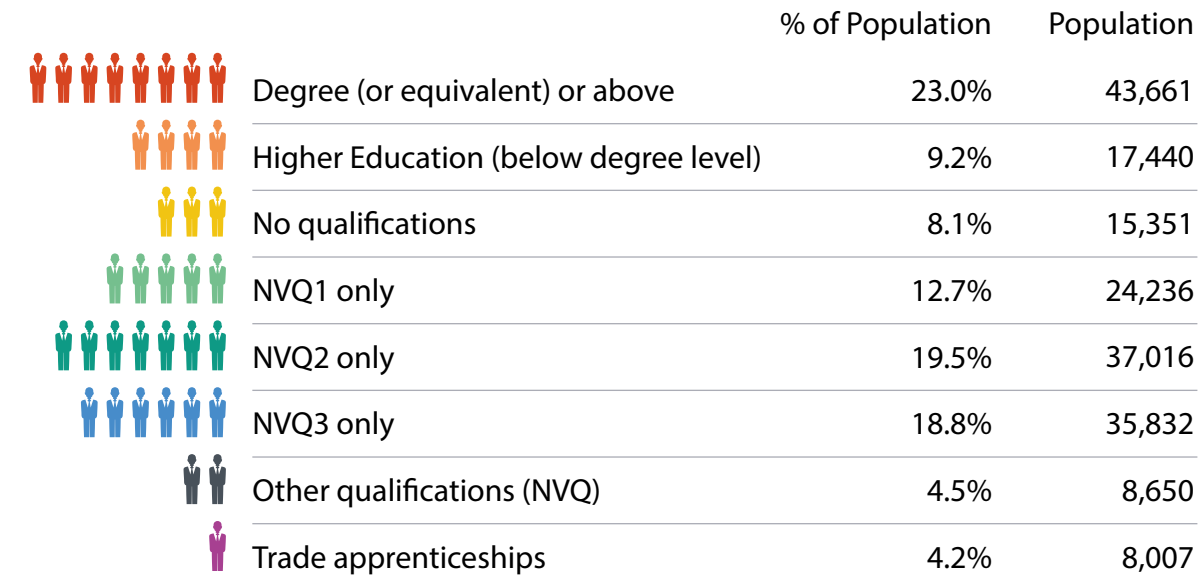 % of Population Population
Degree (or equivalent) or above 23.0% 43,661
Higher Education (below degree level) 9.2% 17,440
No qualifications 8.1% 15,351
NVQ1 only 12.7% 24,236
NVQ2 only 19.5% 37,016
NVQ3 only 18.8% 35,832
Other qualifications (NVQ) 4.5% 8,650
Trade apprenticeships 4.2% 8,007